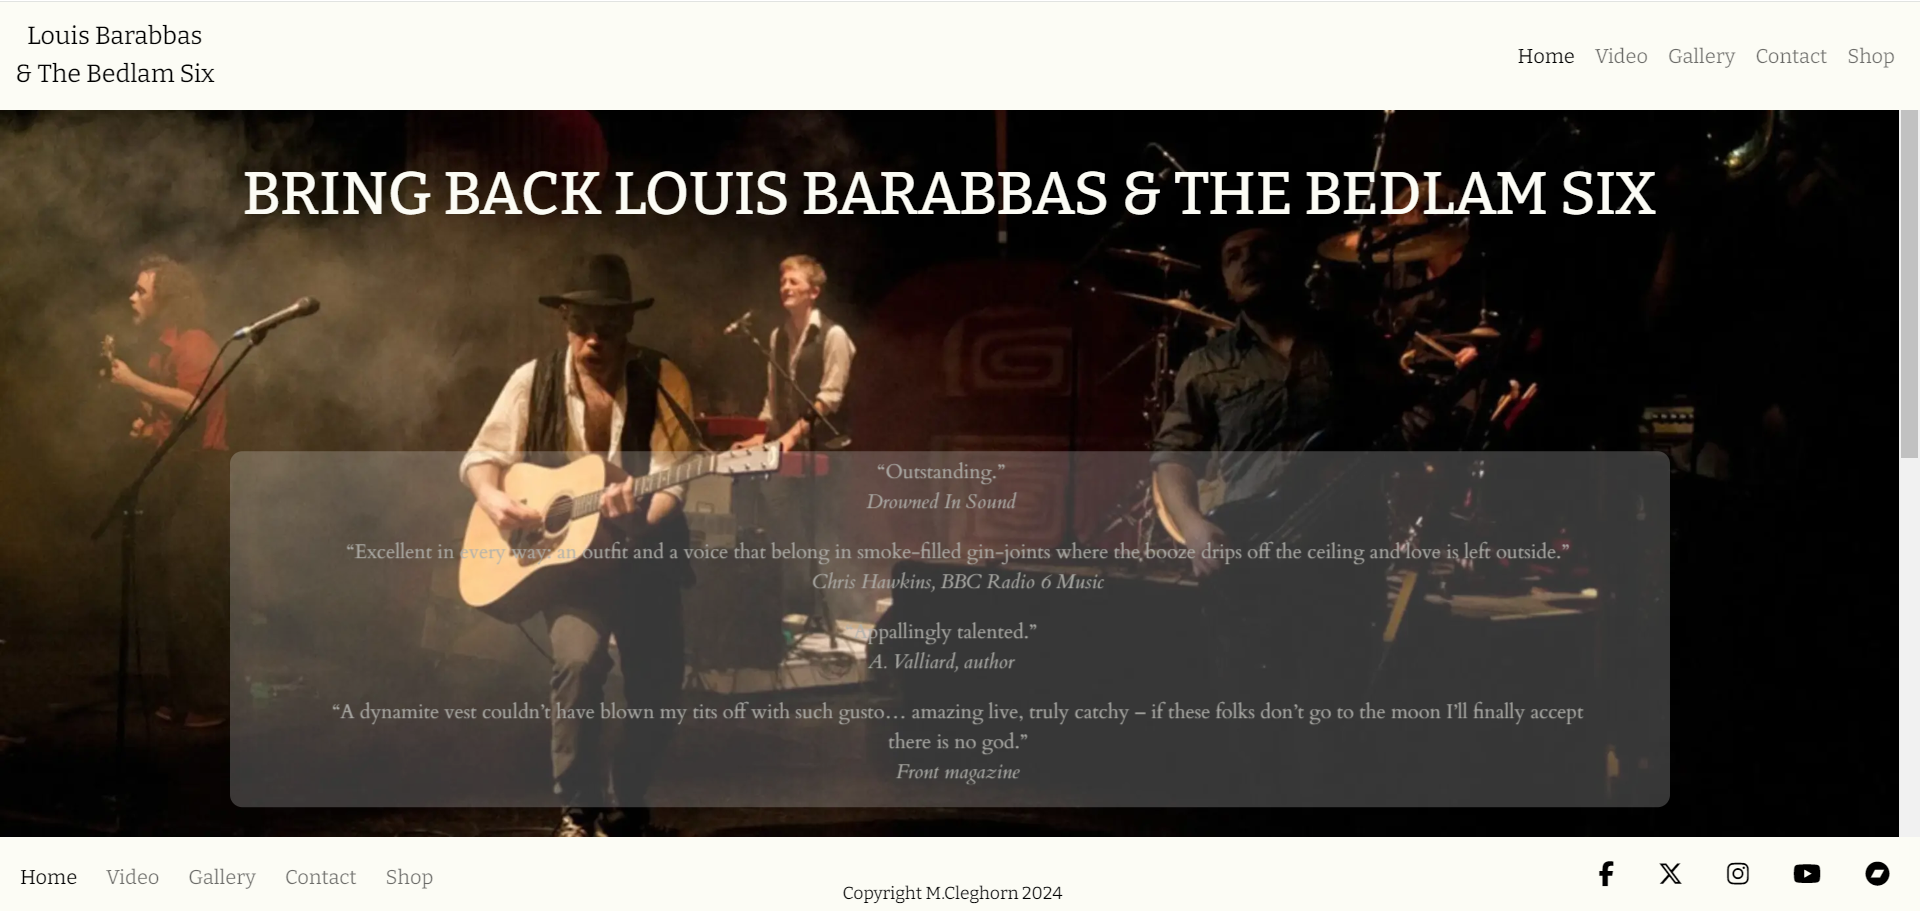 Louis Barabbas
& The Bedlam Six
Home Video Gallery Contact Shop
BRING BACK LOUIS BARABBAS & THE BEDLAM SIX
“Outstanding.”
Drowned In Sound
“Excellent in every way; an outfit and a voice that belong in smoke-filled gin-joints where the booze drips off the ceiling and love is left outside.”
Chris Hawkins, BBC Radio 6 Music
Appallingly talented.”
A. Valliard, author
“A dynamite vest couldn’t have blown my tits off with such gusto… amazing live, truly catchy – if these folks don’t go to the moon I’ll finally accept
there is no god.”
Front magazine
Home Video Gallery Contact Shop
Copyright M.Cleghorn 2024